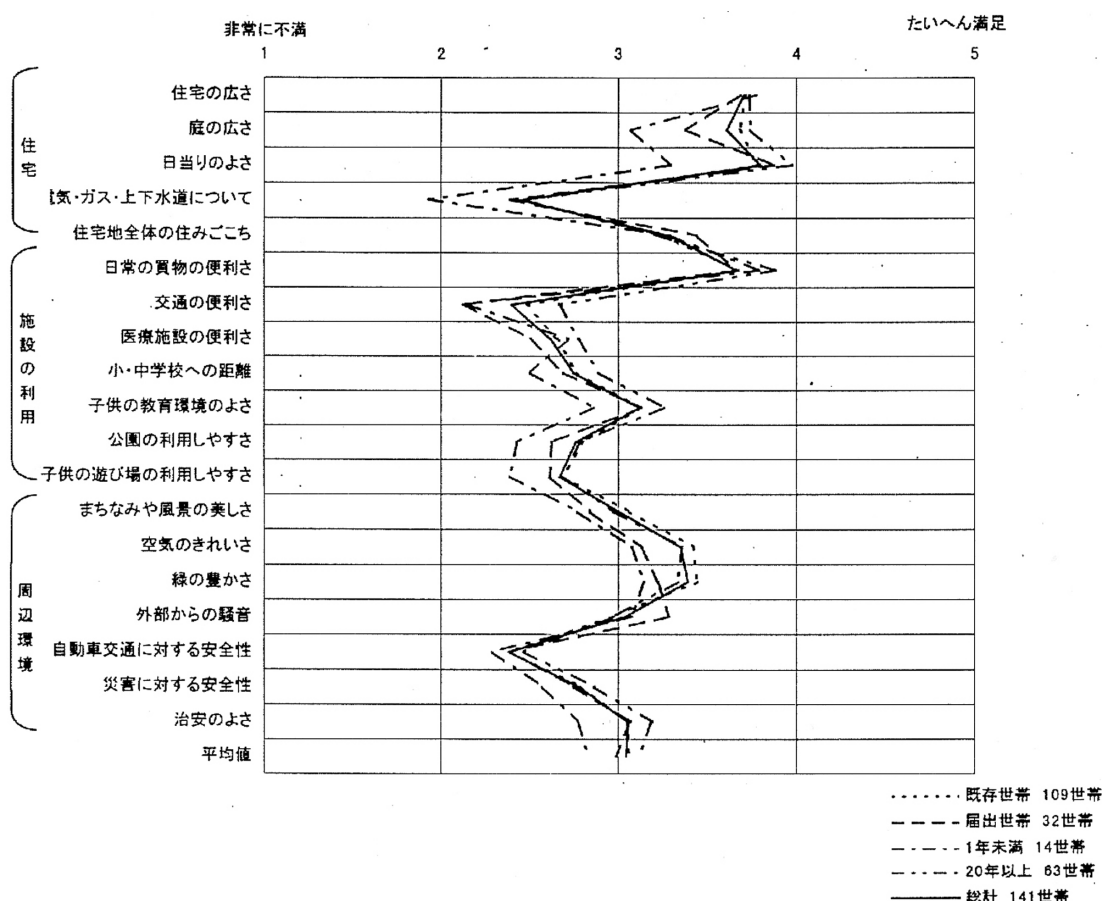 非常に不満
たいへん満足
1 2 3 4 5
住宅
住宅の広さ
庭の広さ
日当りのよさ
気・ガス・上下水道について
住宅地全体の住みごこち
施設の利用
日常の買物の便利さ
交通の便利さ
医療施設の便利さ
小・中学校への距離
子供の教育環境のよさ
公園の利用しやすさ
子供の遊び場の利用しやすさ
周辺環境
まちなみや風景の美しさ
空気のきれいさ
緑の豊かさ
外部からの騒音
自動車交通に対する安全性
災害に対する安全性
治安のよさ
平均値
既存世帯 109世帯
届出世帯 32世帯
1年未満 14世帯
20年以上 63世帯
総計 141世帯